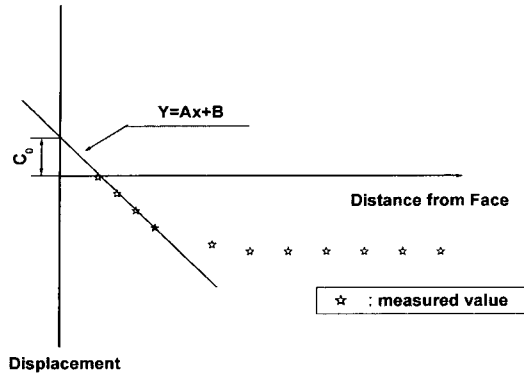 Y=Ax+B
C0
Distance from Face
☆ : measured value
Displacement